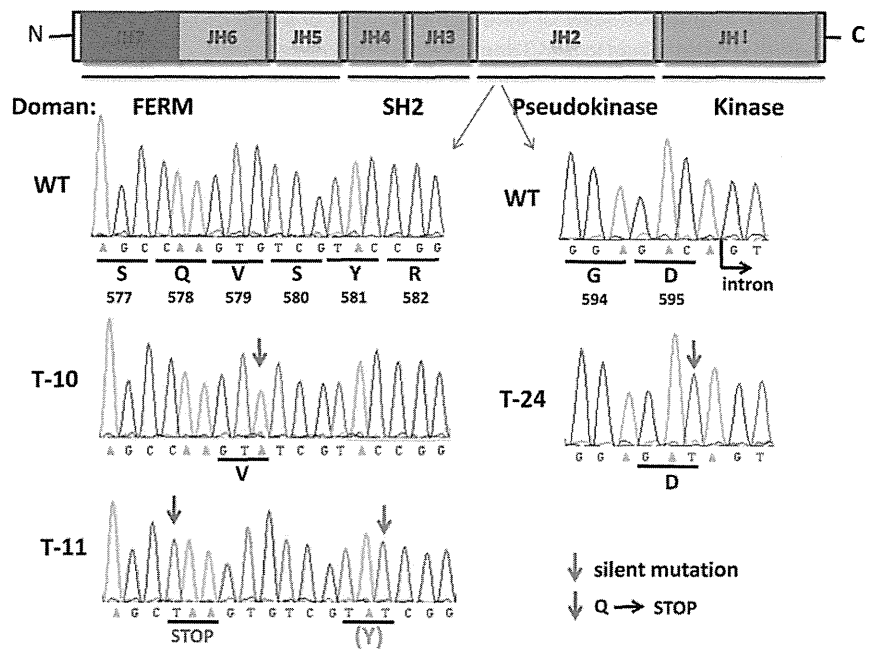 N JH7 JH6 JH5 JH4 JH3 JH2 JH1 C
Doman: FERM SH2 Pseudokinase Kinase
WT
A G C C A A G T G T C G T A C C G G
S Q V S Y R
577 578 579 580 581 582
WT
G G A G A C A G T
G D
594 595
intron
T-10
A G C C A A G T A T C G T A C C G G
V
T-24
G G A G A T A G T
D
T-11
A G C T A A G T G T C G T A T C G G
STOP (Y)
silent mutation
Q → STOP